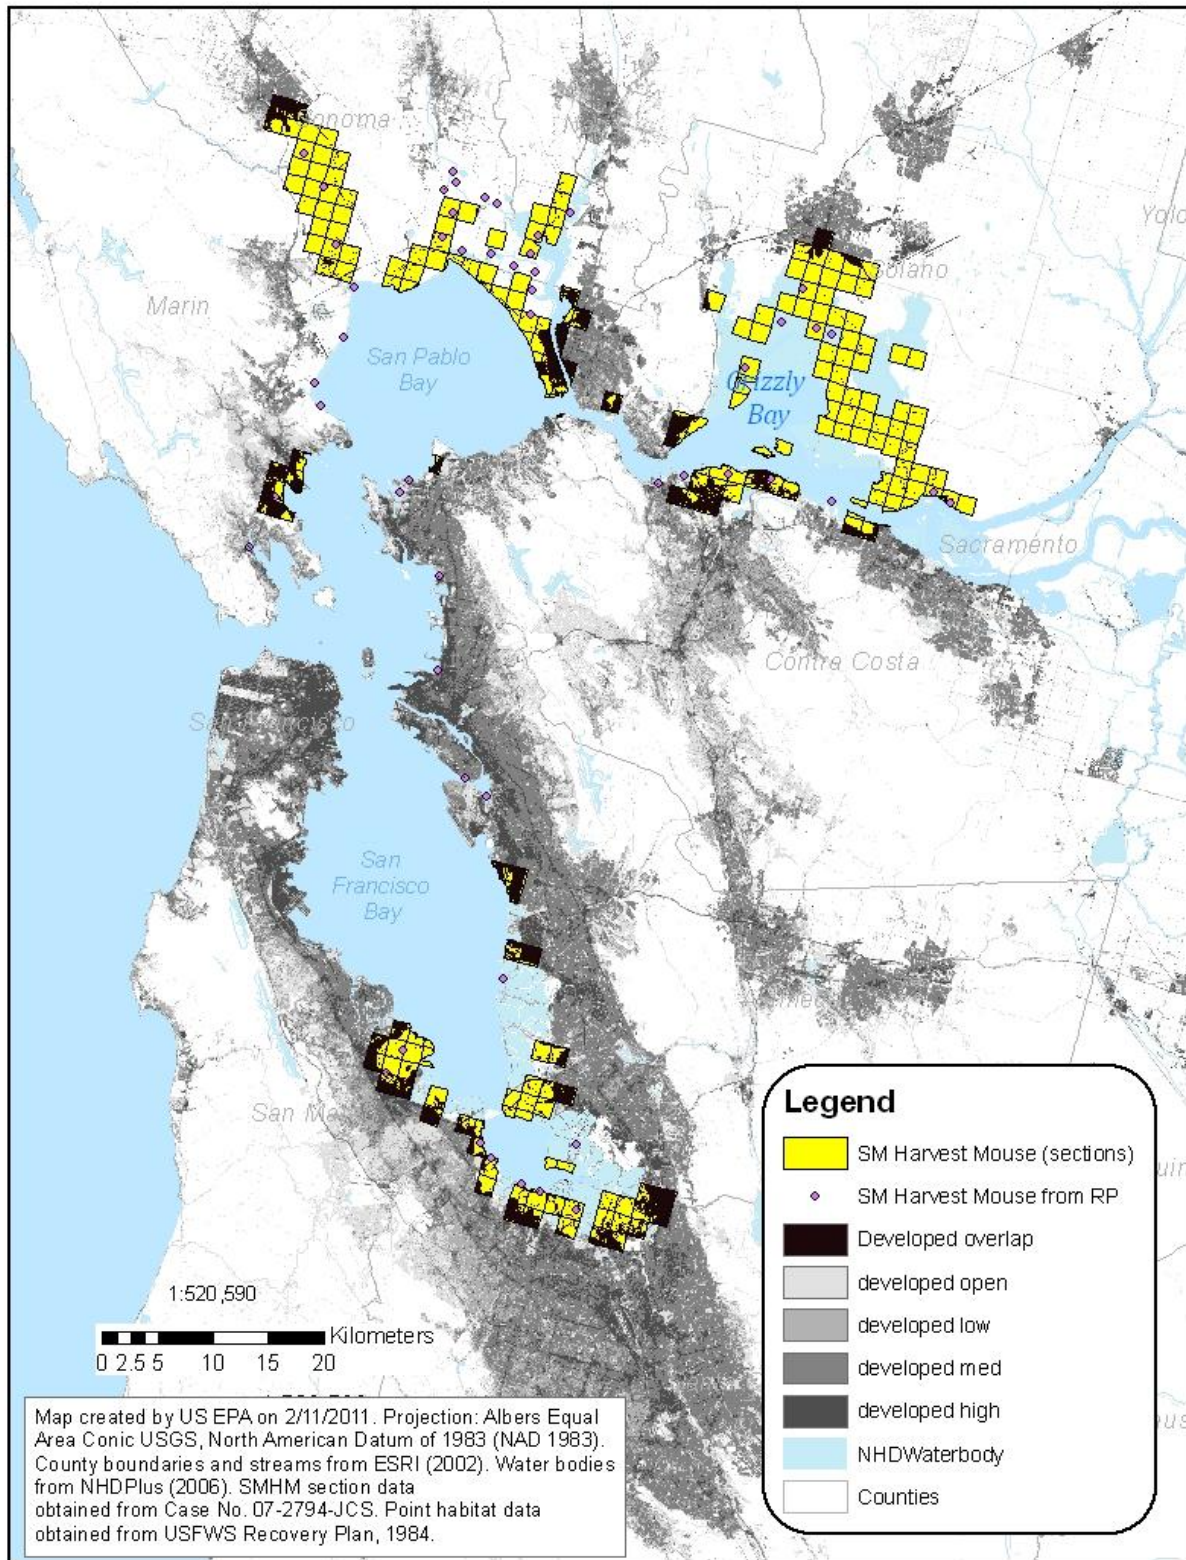 Yolo
Solano
Marin
San Pablo
Bay
Grizzly
Bay
Sacramento
Contra Costa
San Francisco
San
Francisco
Bay
Legend
SM Harvest Mouse (sections)
SM Harvest Mouse from RP
Developed overlap
developed open
developed low
developed med
developed high
NHDWaterbody
Counties
1:520,590
Kilometers
0 2.5 5 10 15 20
Map created by US EPA on 2/11/2011. Projection: Albers Equal
Area Conic USGS, North American Datum of 1983 (NAD 1983).
County boundaries and streams from ESRI (2002). Water bodies
from NHDPlus (2006). SMHM section data
obtained from Case No. 07-2794-JCS. Point habitat data
obtained from USFWS Recovery Plan, 1984.